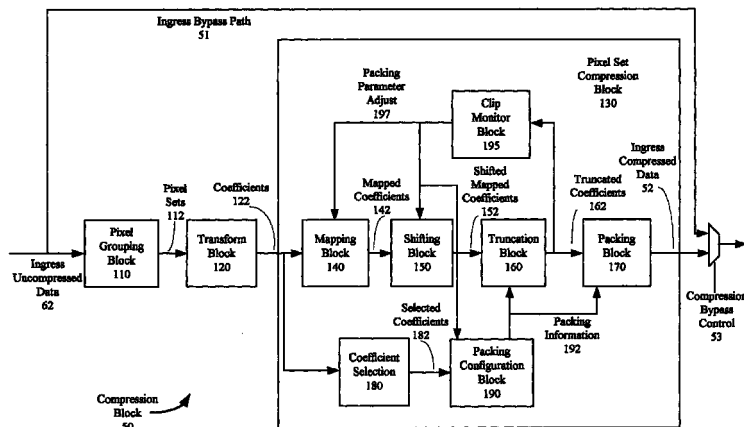 Ingress Bypass Path
51
Pixel Set
Compression
Block
130
Packing
Parameter
Adjust
197
Clip
Monitor
Block
195
Ingress
Compressed
Data
52
Pixel
Sets
112
Coefficients
122
Mapped
Coefficients
142
Shifted
Mapped
Coefficients
152
Truncated
Coefficients
162
Pixel
Grouping
Block
110
Transform
Block
120
Mapping
Block
140
Shifting
Block
150
Truncation
Block
160
Packing
Block
170
Ingress
Uncompressed
Data
62
Compression
Bypass
Control
53
Selected
Coefficients
182
Packing
Information
192
Coefficient
Selection
180
Packing
Configuration
Block
190
Compression
Block
50